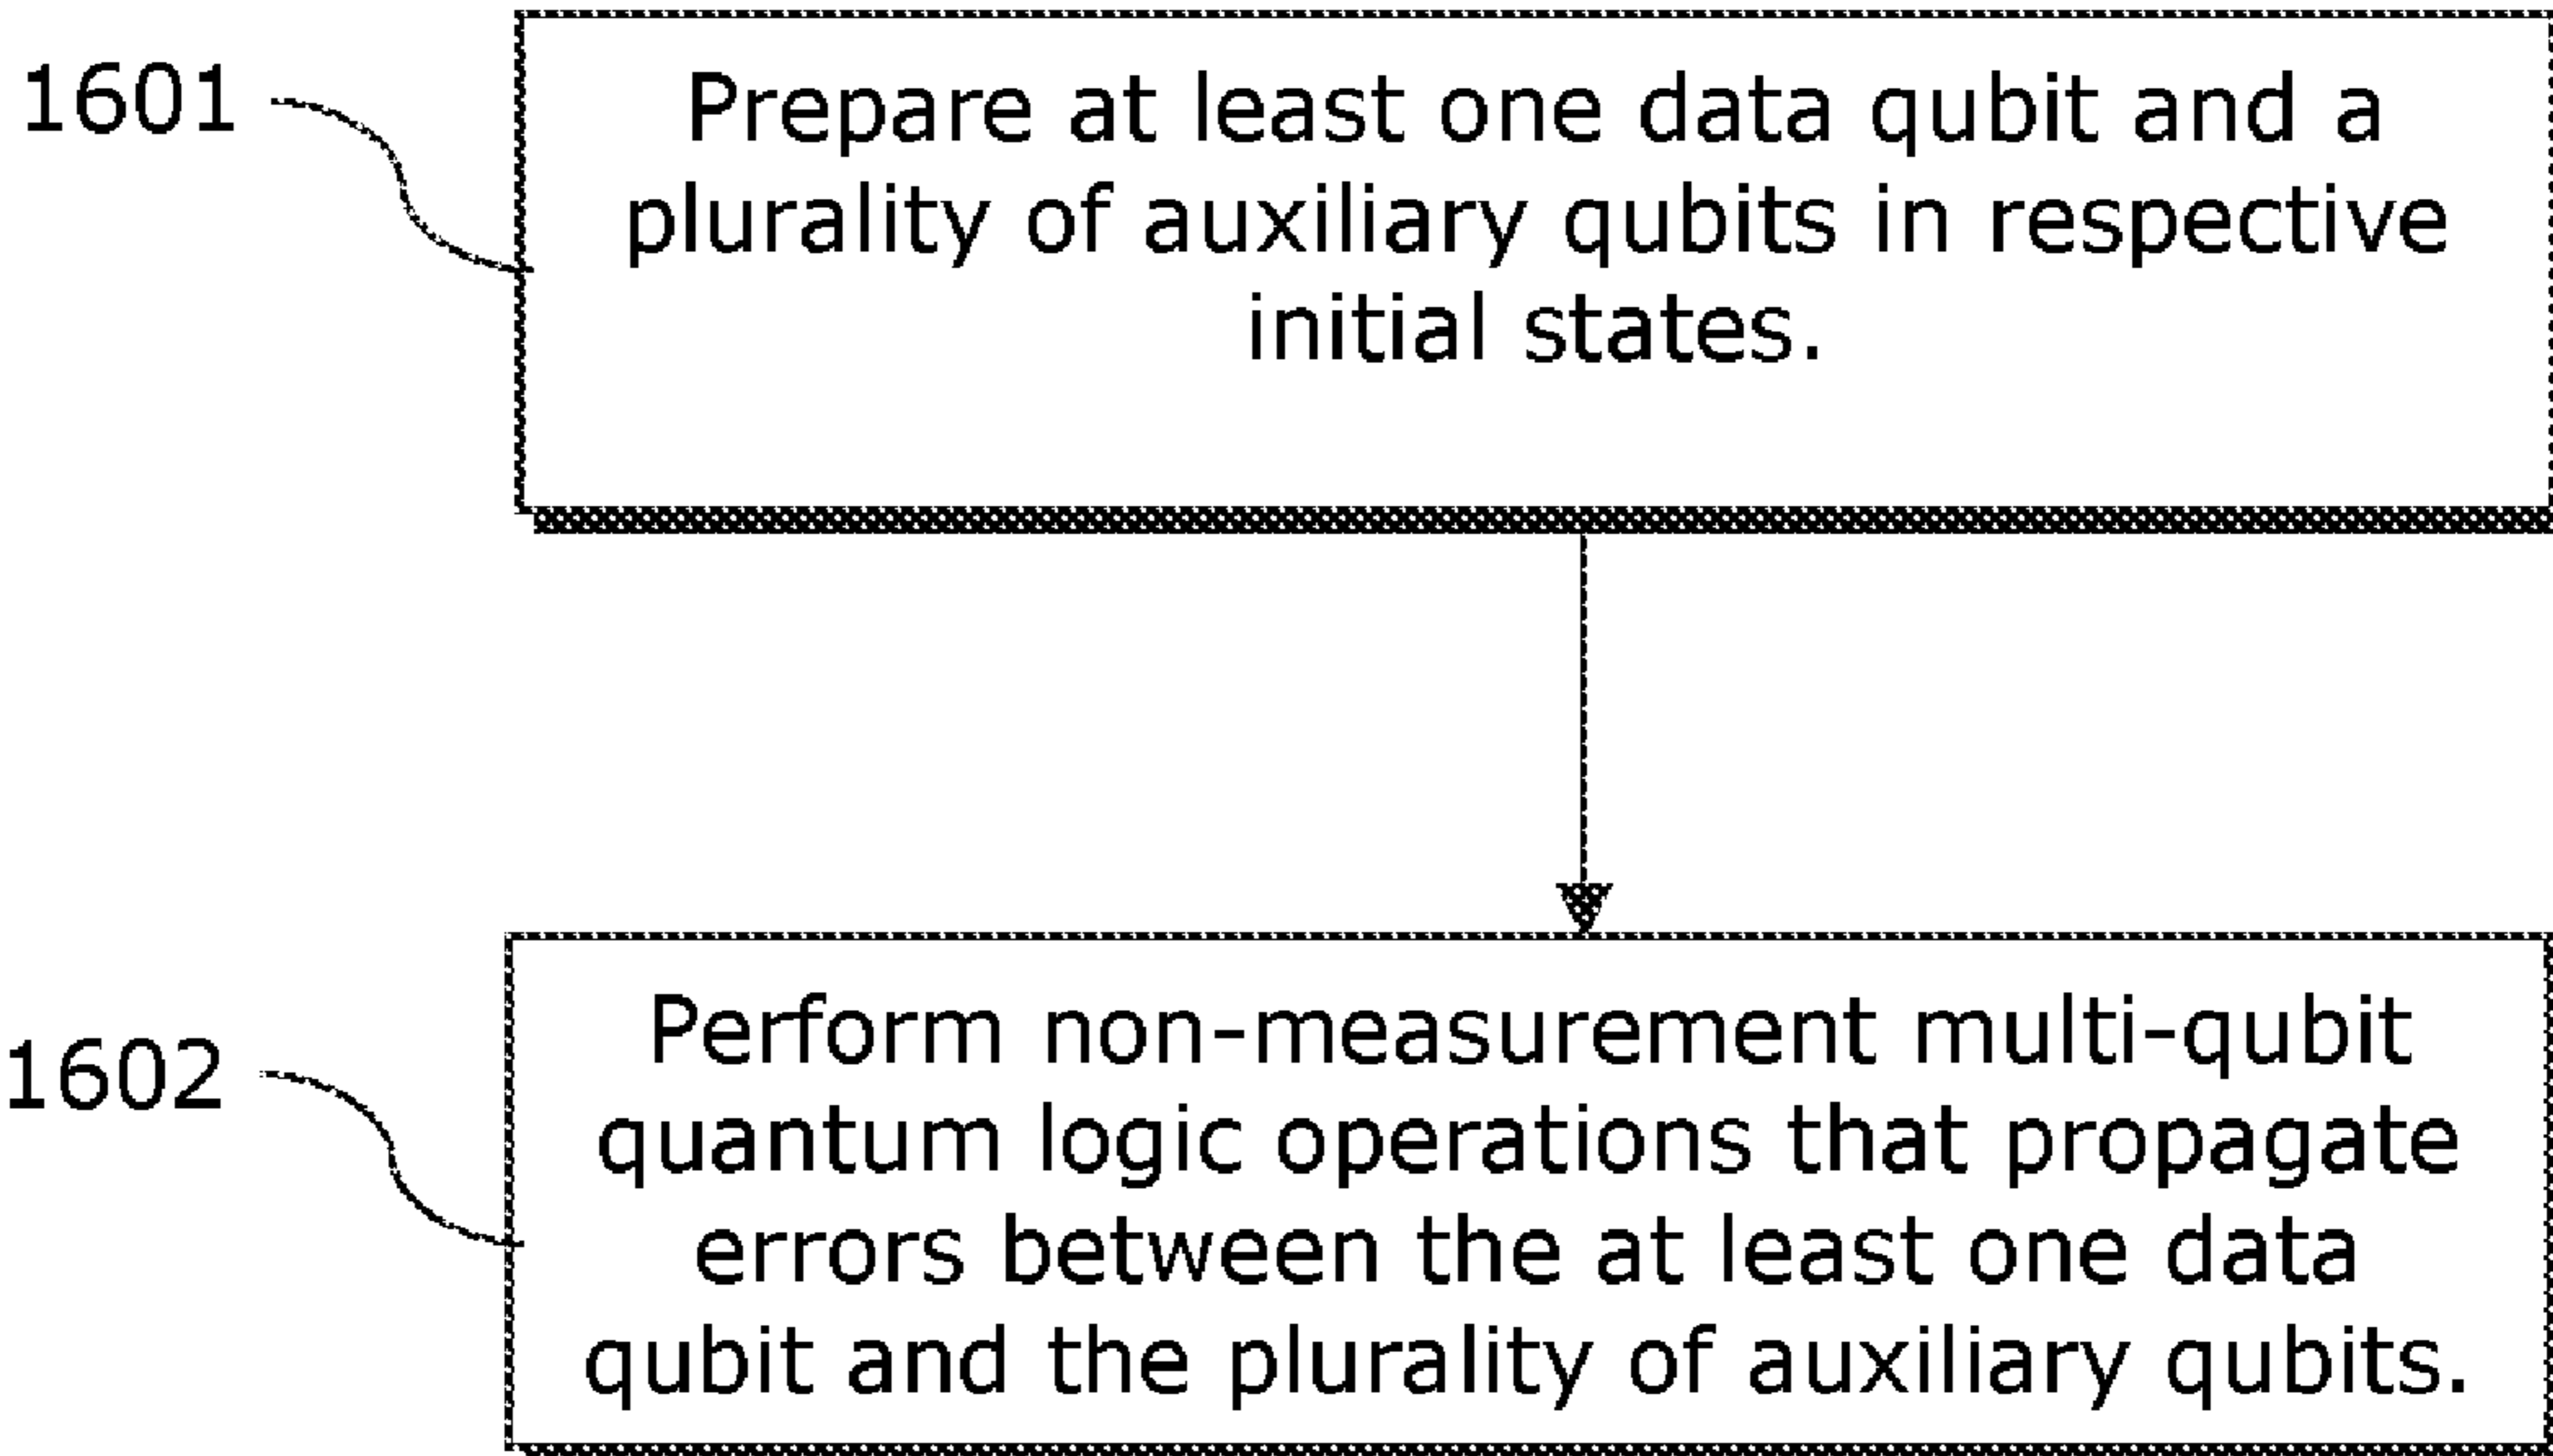 1601
Prepare at least one data qubit and a
plurality of auxiliary qubits in respective
initial states.
1602
Perform non-measurement multi-qubit
quantum logic operations that propagate
errors between the at least one data
qubit and the plurality of auxiliary qubits.